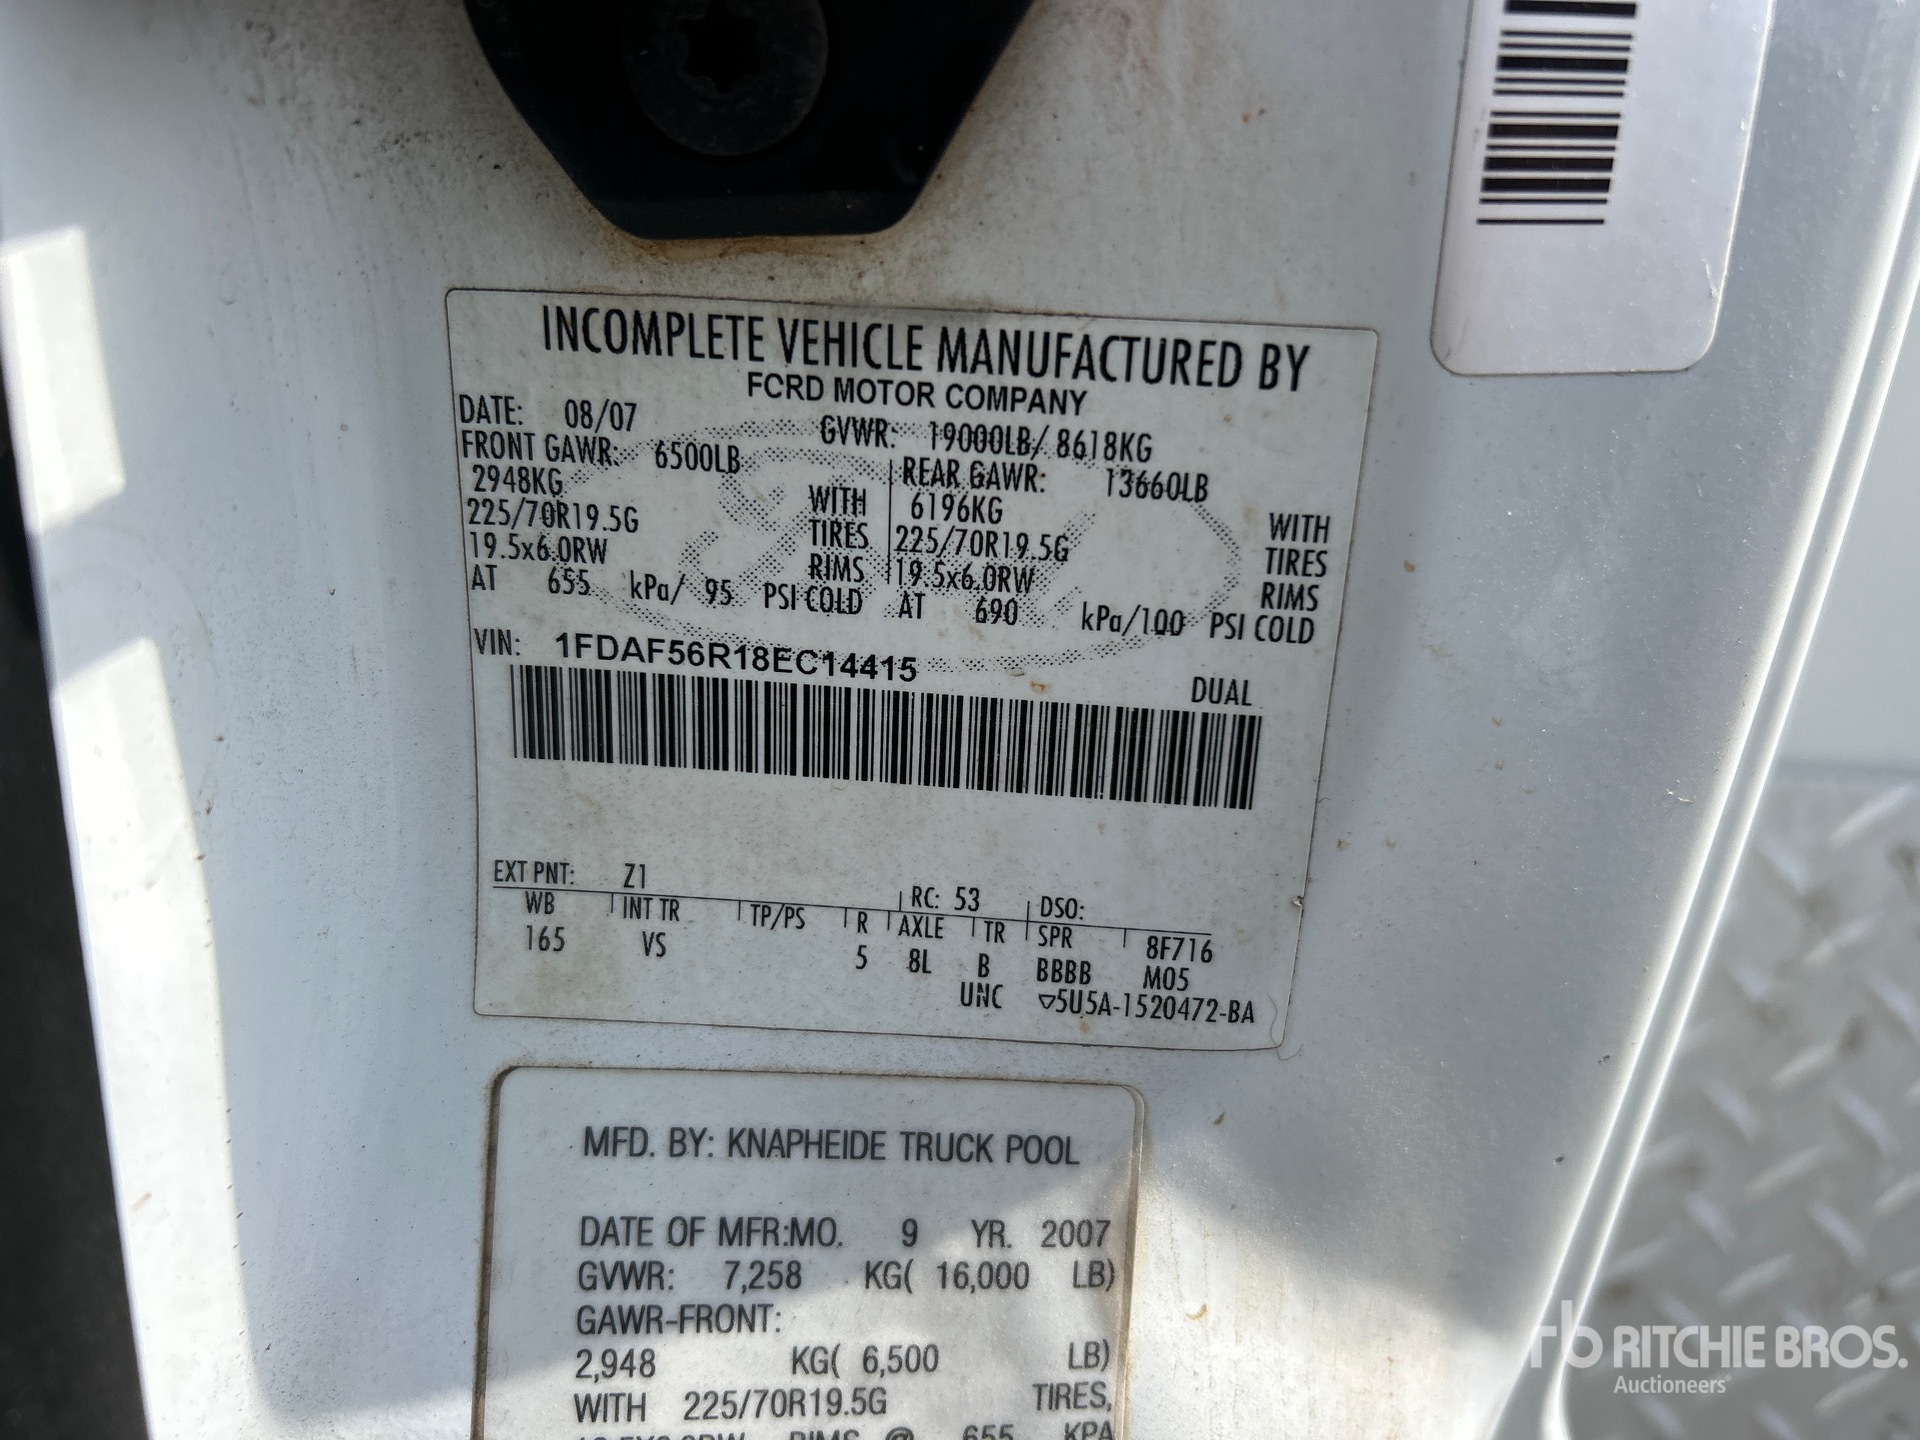 INCOMPLETE VEHICLE MANUFACTURED BY
FORD MOTOR COMPANY
DATE: 08/07 GVWR: 19000LB/ 8618KG
FRONT GAWR: 6500LB REAR GAWR: 13660LB
2948KG WITH 6196KG WITH
225/70R19.5G TIRES 225/70R19.5G TIRES
19.5x6.0RW RIMS 19.5x6.0RW RIMS
AT 655 kPa/ 95 PSI COLD AT 690 kPa/100 PSI COLD
VIN: 1FDAF56R18EC14415
DUAL
EXT PNT: Z1 RC: 53 DSO:
WB INT TR TP/PS R AXLE TR SPR 8F716
165 VS 5 8L B BBBB M05
UNC ▽5U5A-1520472-BA
MFD. BY: KNAPHEIDE TRUCK POOL
DATE OF MFR:MO. 9 YR. 2007
GVWR: 7,258 KG( 16,000 LB)
GAWR-FRONT:
2,948 KG( 6,500 LB)
WITH 225/70R19.5G TIRES,
RIMS @ 655 KPA
rb RITCHIE BROS.
Auctioneers